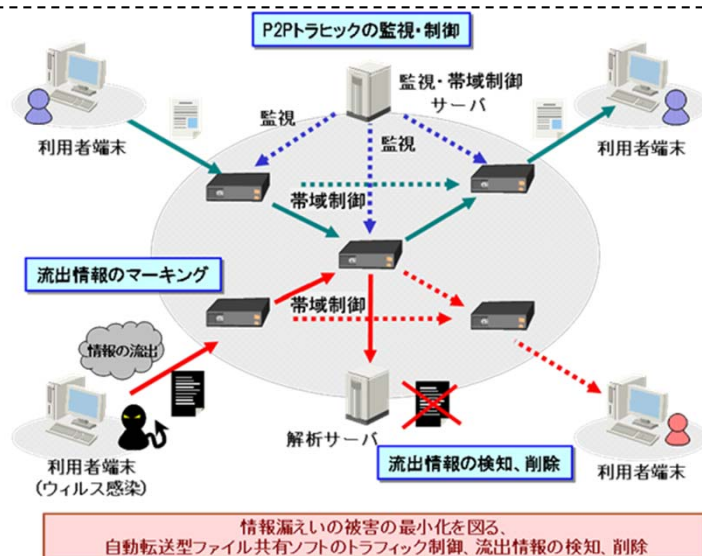 P2Pトラヒックの監視・制御
監視・帯域制御
サーバ
監視
監視
利用者端末
利用者端末
帯域制御
流出情報のマーキング
帯域制御
情報の流出
解析サーバ
利用者端末
(ウィルス感染)
流出情報の検知、削除
利用者端末
情報漏えいの被害の最小化を図る、
自動転送型ファイル共有ソフトのトラフィック制御、流出情報の検知、削除